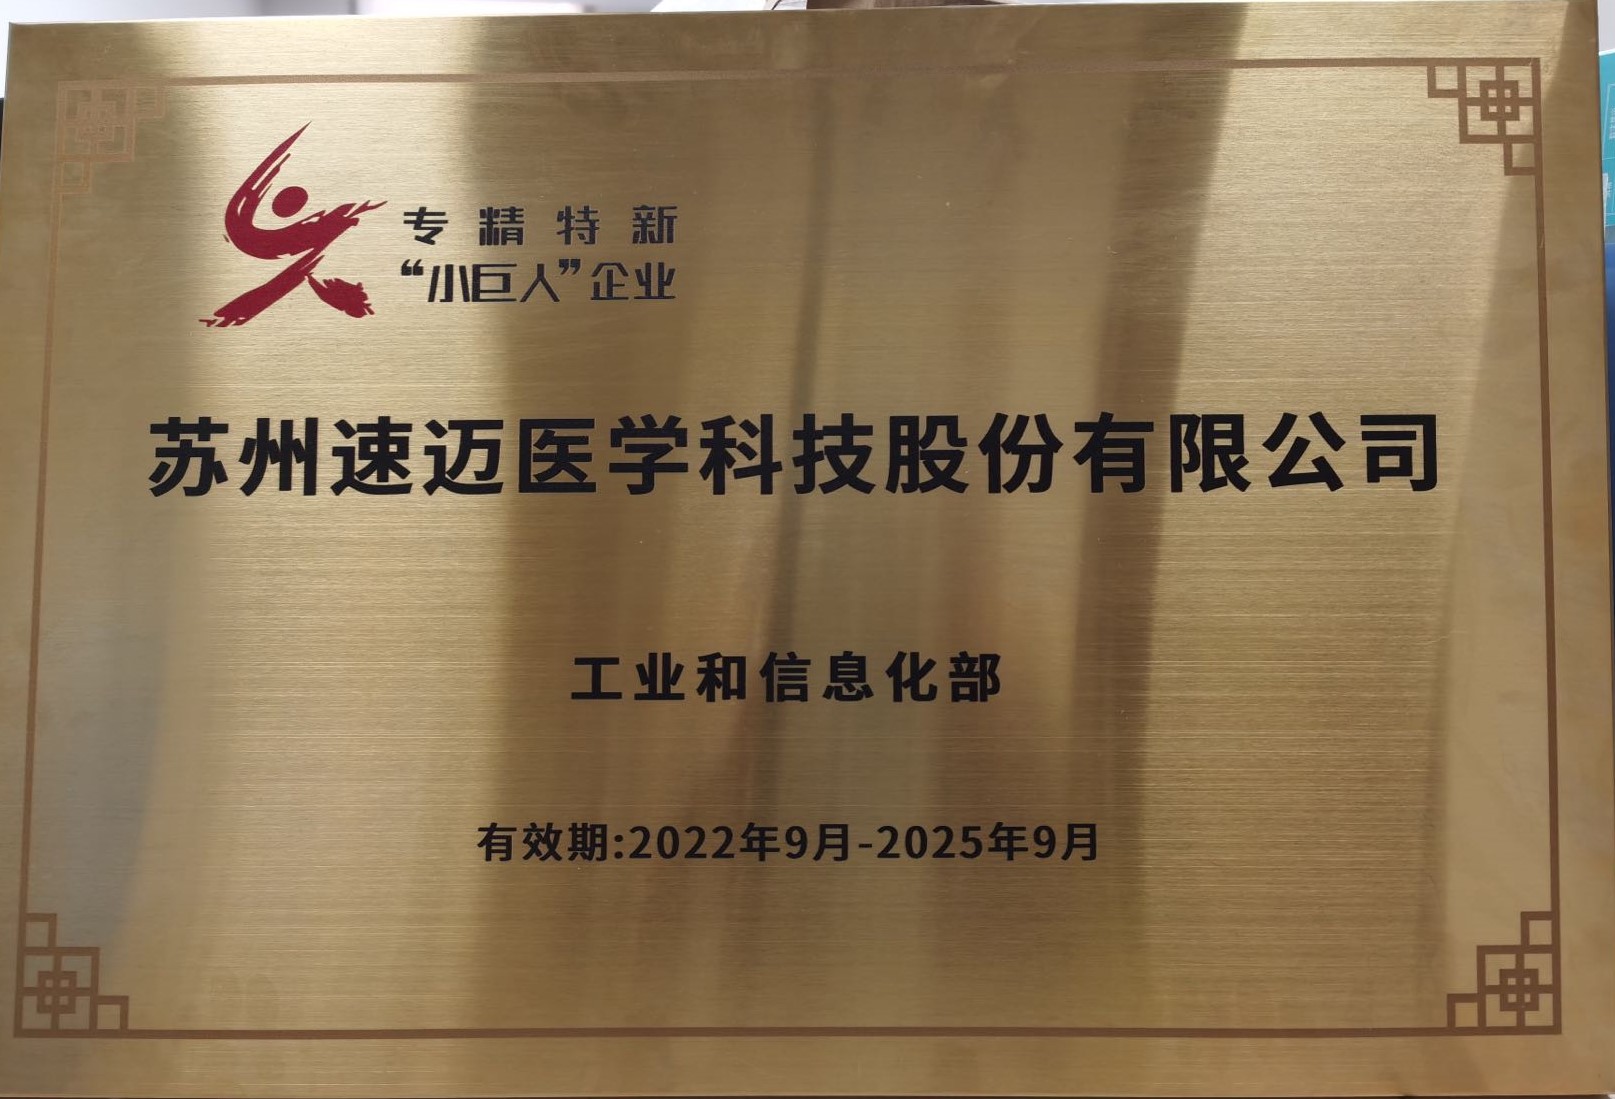 专精特新
“小巨人”企业
苏州速迈医学科技股份有限公司
工业和信息化部
有效期:2022年9月-2025年9月